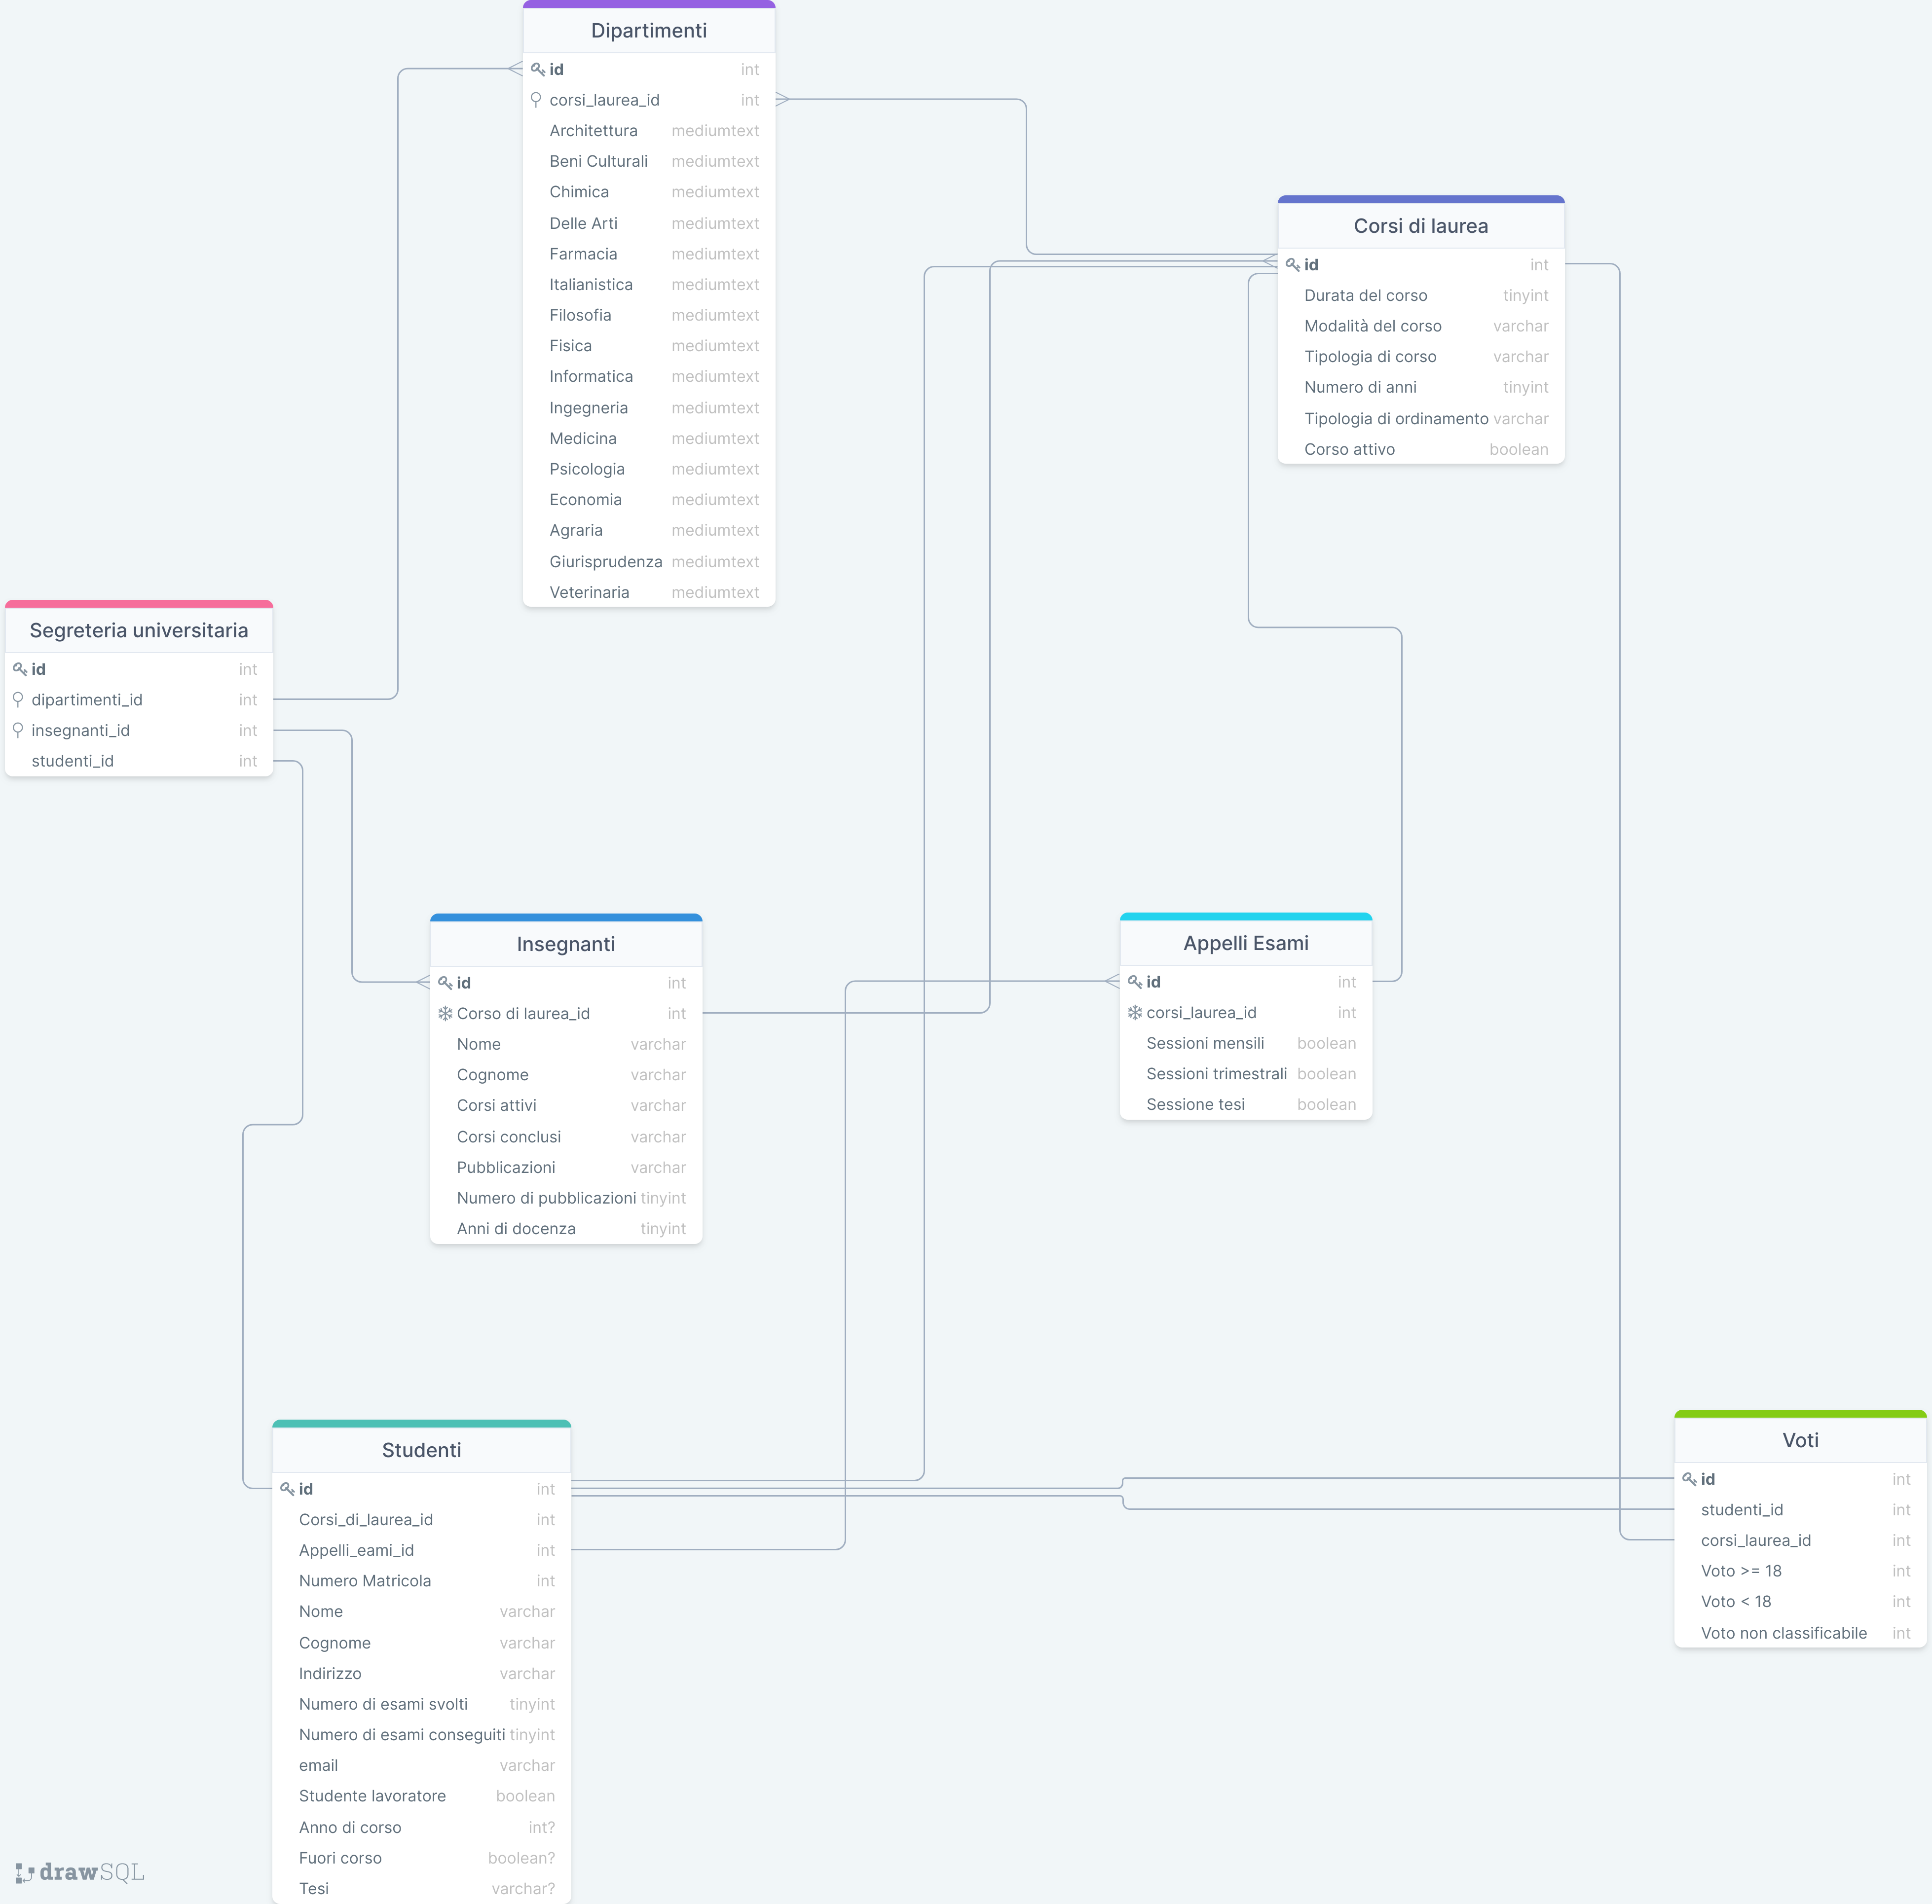 Dipartimenti
id int
corsi_laurea_id int
Architettura mediumtext
Beni Culturali mediumtext
Chimica mediumtext
Delle Arti mediumtext
Farmacia mediumtext
Italianistica mediumtext
Filosofia mediumtext
Fisica mediumtext
Informatica mediumtext
Ingegneria mediumtext
Medicina mediumtext
Psicologia mediumtext
Economia mediumtext
Agraria mediumtext
Giurisprudenza mediumtext
Veterinaria mediumtext
Corsi di laurea
id int
Durata del corso tinyint
Modalità del corso varchar
Tipologia di corso varchar
Numero di anni tinyint
Tipologia di ordinamento varchar
Corso attivo boolean
Segreteria universitaria
id int
dipartimenti_id int
insegnanti_id int
studenti_id int
Insegnanti
id int
Corso di laurea_id int
Nome varchar
Cognome varchar
Corsi attivi varchar
Corsi conclusi varchar
Pubblicazioni varchar
Numero di pubblicazioni tinyint
Anni di docenza tinyint
Appelli Esami
id int
corsi_laurea_id int
Sessioni mensili boolean
Sessioni trimestrali boolean
Sessione tesi boolean
Studenti
id int
Corsi_di_laurea_id int
Appelli_eami_id int
Numero Matricola int
Nome varchar
Cognome varchar
Indirizzo varchar
Numero di esami svolti tinyint
Numero di esami conseguiti tinyint
email varchar
Studente lavoratore boolean
Anno di corso int?
Fuori corso boolean?
Tesi varchar?
Voti
id int
studenti_id int
corsi_laurea_id int
Voto >= 18 int
Voto < 18 int
Voto non classificabile int
drawSQL